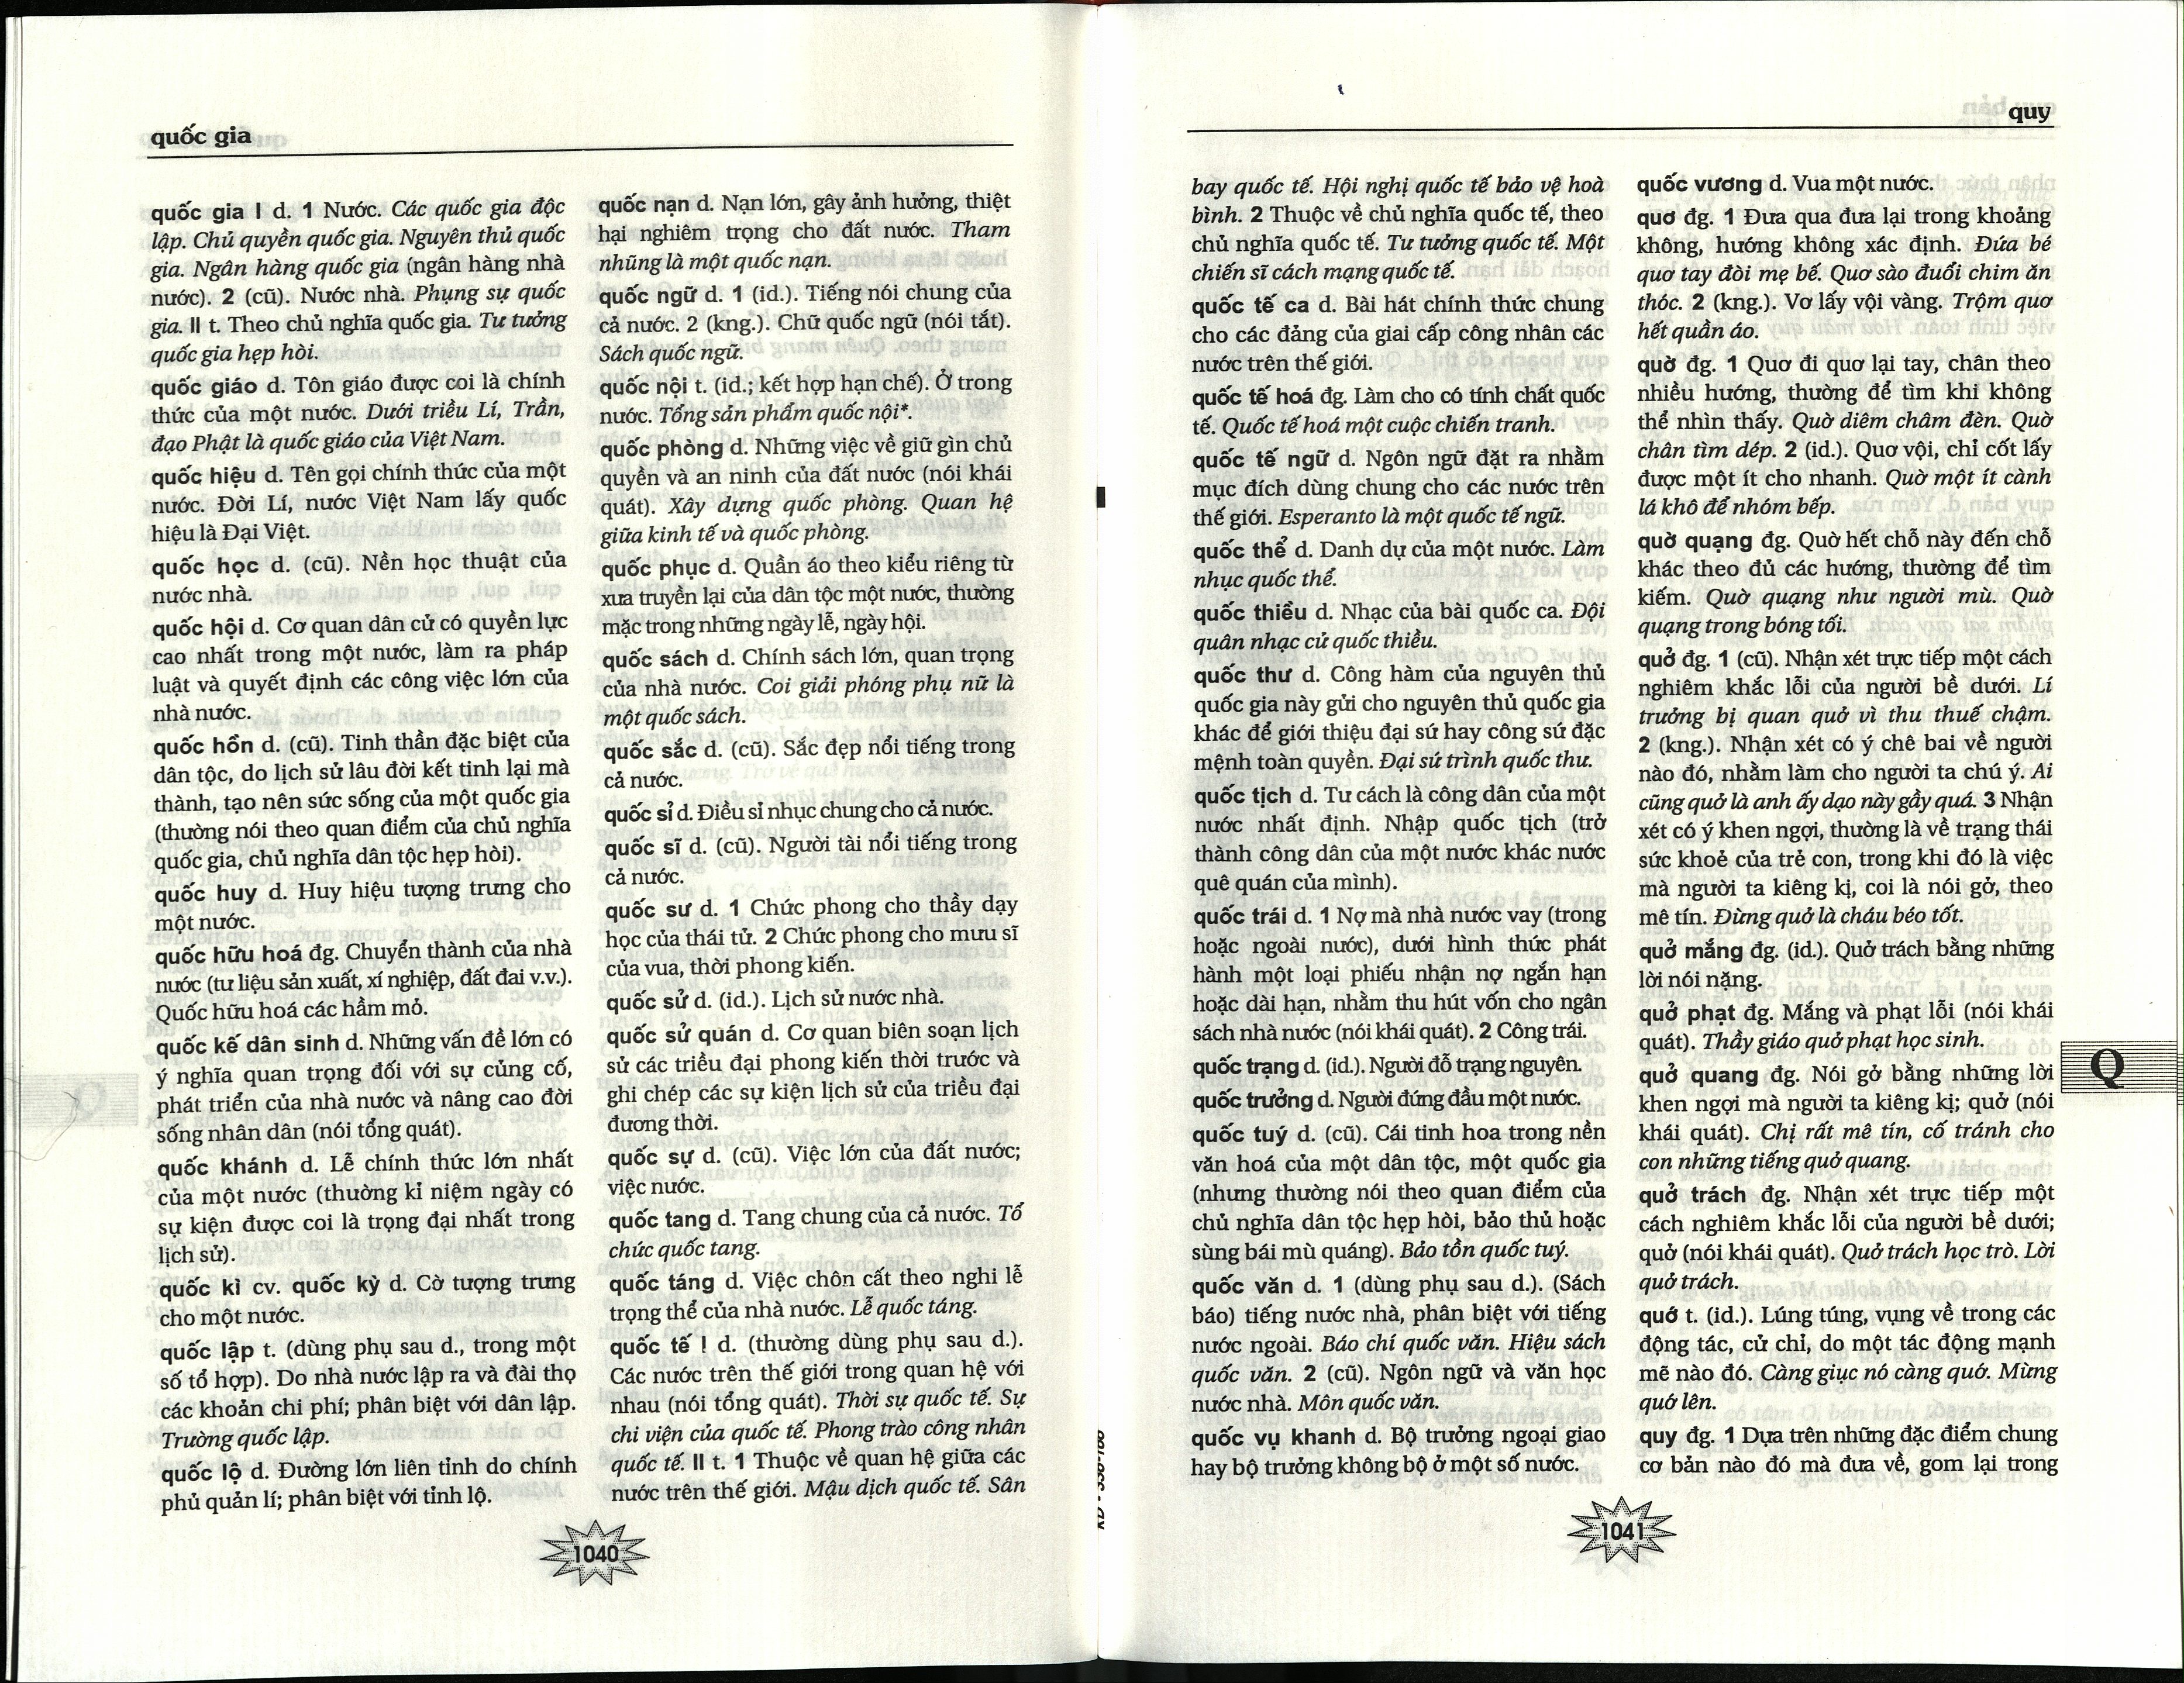 quốc gia
quốc gia I d. 1 Nước. Các quốc gia độc
lập. Chủ quyền quốc gia. Nguyên thủ quốc
gia. Ngân hàng quốc gia (ngân hàng nhà
nước). 2 (cũ). Nước nhà. Phụng sự quốc
gia. II t. Theo chủ nghĩa quốc gia. Tư tưởng
quốc gia hẹp hòi.
quốc giáo d. Tôn giáo được coi là chính
thức của một nước. Dưới triều Lí, Trần,
đạo Phật là quốc giáo của Việt Nam.
quốc hiệu d. Tên gọi chính thức của một
nước. Đời Lí, nước Việt Nam lấy quốc
hiệu là Đại Việt.
quốc học d. (cũ). Nền học thuật của
nước nhà.
quốc hội d. Cơ quan dân cử có quyền lực
cao nhất trong một nước, làm ra pháp
luật và quyết định các công việc lớn của
nhà nước.
quốc hồn d. (cũ). Tinh thần đặc biệt của
dân tộc, do lịch sử lâu đời kết tinh lại mà
thành, tạo nên sức sống của một quốc gia
(thường nói theo quan điểm của chủ nghĩa
quốc gia, chủ nghĩa dân tộc hẹp hòi).
quốc huy d. Huy hiệu tượng trưng cho
một nước.
quốc hữu hoá đg. Chuyển thành của nhà
nước (tư liệu sản xuất, xí nghiệp, đất đai v.v.).
Quốc hữu hoá các hầm mỏ.
quốc kế dân sinh d. Những vấn đề lớn có
ý nghĩa quan trọng đối với sự củng cố,
phát triển của nhà nước và nâng cao đời
sống nhân dân (nói tổng quát).
quốc khánh d. Lễ chính thức lớn nhất
của một nước (thường kỉ niệm ngày có
sự kiện được coi là trọng đại nhất trong
lịch sử).
quốc kì cv. quốc kỳ d. Cờ tượng trưng
cho một nước.
quốc lập t. (dùng phụ sau d., trong một
số tổ hợp). Do nhà nước lập ra và đài thọ
các khoản chi phí; phân biệt với dân lập.
Trường quốc lập.
quốc lộ d. Đường lớn liên tỉnh do chính
phủ quản lí; phân biệt với tỉnh lộ.
quốc nạn d. Nạn lớn, gây ảnh hưởng, thiệt
hại nghiêm trọng cho đất nước. Tham
nhũng là một quốc nạn.
quốc ngữ d. 1 (id.). Tiếng nói chung của
cả nước. 2 (kng.). Chữ quốc ngữ (nói tắt).
Sách quốc ngữ.
quốc nội t. (id.; kết hợp hạn chế). Ở trong
nước. Tổng sản phẩm quốc nội*.
quốc phòng d. Những việc về giữ gìn chủ
quyền và an ninh của đất nước (nói khái
quát). Xây dựng quốc phòng. Quan hệ
giữa kinh tế và quốc phòng.
quốc phục d. Quần áo theo kiểu riêng từ
xưa truyền lại của dân tộc một nước, thường
mặc trong những ngày lễ, ngày hội.
quốc sách d. Chính sách lớn, quan trọng
của nhà nước. Coi giải phóng phụ nữ là
một quốc sách.
quốc sắc d. (cũ). Sắc đẹp nổi tiếng trong
cả nước.
quốc sỉ d. Điều sỉ nhục chung cho cả nước.
quốc sĩ d. (cũ). Người tài nổi tiếng trong
cả nước.
quốc sư d. 1 Chức phong cho thầy dạy
học của thái tử. 2 Chức phong cho mưu sĩ
của vua, thời phong kiến.
quốc sử d. (id.). Lịch sử nước nhà.
quốc sử quán d. Cơ quan biên soạn lịch
sử các triều đại phong kiến thời trước và
ghi chép các sự kiện lịch sử của triều đại
đương thời.
quốc sự d. (cũ). Việc lớn của đất nước;
việc nước.
quốc tang d. Tang chung của cả nước. Tổ
chức quốc tang.
quốc táng d. Việc chôn cất theo nghi lễ
trọng thể của nhà nước. Lễ quốc táng.
quốc tế I d. (thường dùng phụ sau d.).
Các nước trên thế giới trong quan hệ với
nhau (nói tổng quát). Thời sự quốc tế. Sự
chi viện của quốc tế. Phong trào công nhân
quốc tế. II t. 1 Thuộc về quan hệ giữa các
nước trên thế giới. Mậu dịch quốc tế. Sân
1040
quy
bay quốc tế. Hội nghị quốc tế bảo vệ hoà
bình. 2 Thuộc về chủ nghĩa quốc tế, theo
chủ nghĩa quốc tế. Tư tưởng quốc tế. Một
chiến sĩ cách mạng quốc tế.
quốc tế ca d. Bài hát chính thức chung
cho các đảng của giai cấp công nhân các
nước trên thế giới.
quốc tế hoá đg. Làm cho có tính chất quốc
tế. Quốc tế hoá một cuộc chiến tranh.
quốc tế ngữ d. Ngôn ngữ đặt ra nhằm
mục đích dùng chung cho các nước trên
thế giới. Esperanto là một quốc tế ngữ.
quốc thể d. Danh dự của một nước. Làm
nhục quốc thể.
quốc thiều d. Nhạc của bài quốc ca. Đội
quân nhạc cử quốc thiều.
quốc thư d. Công hàm của nguyên thủ
quốc gia này gửi cho nguyên thủ quốc gia
khác để giới thiệu đại sứ hay công sứ đặc
mệnh toàn quyền. Đại sứ trình quốc thư.
quốc tịch d. Tư cách là công dân của một
nước nhất định. Nhập quốc tịch (trở
thành công dân của một nước khác nước
quê quán của mình).
quốc trái d. 1 Nợ mà nhà nước vay (trong
hoặc ngoài nước), dưới hình thức phát
hành một loại phiếu nhận nợ ngắn hạn
hoặc dài hạn, nhằm thu hút vốn cho ngân
sách nhà nước (nói khái quát). 2 Công trái.
quốc trạng d. (id.). Người đỗ trạng nguyên.
quốc trưởng d. Người đứng đầu một nước.
quốc tuý d. (cũ). Cái tinh hoa trong nền
văn hoá của một dân tộc, một quốc gia
(nhưng thường nói theo quan điểm của
chủ nghĩa dân tộc hẹp hòi, bảo thủ hoặc
sùng bái mù quáng). Bảo tồn quốc tuý.
quốc văn d. 1 (dùng phụ sau d.). (Sách
báo) tiếng nước nhà, phân biệt với tiếng
nước ngoài. Báo chí quốc văn. Hiệu sách
quốc văn. 2 (cũ). Ngôn ngữ và văn học
nước nhà. Môn quốc văn.
quốc vụ khanh d. Bộ trưởng ngoại giao
hay bộ trưởng không bộ ở một số nước.
quốc vương d. Vua một nước.
quơ đg. 1 Đưa qua đưa lại trong khoảng
không, hướng không xác định. Đứa bé
quơ tay đòi mẹ bế. Quơ sào đuổi chim ăn
thóc. 2 (kng.). Vơ lấy vội vàng. Trộm quơ
hết quần áo.
quờ đg. 1 Quơ đi quơ lại tay, chân theo
nhiều hướng, thường để tìm khi không
thể nhìn thấy. Quờ diêm châm đèn. Quờ
chân tìm dép. 2 (id.). Quơ vội, chỉ cốt lấy
được một ít cho nhanh. Quờ một ít cành
lá khô để nhóm bếp.
quờ quạng đg. Quờ hết chỗ này đến chỗ
khác theo đủ các hướng, thường để tìm
kiếm. Quờ quạng như người mù. Quờ
quạng trong bóng tối.
quở đg. 1 (cũ). Nhận xét trực tiếp một cách
nghiêm khắc lỗi của người bề dưới. Lí
trưởng bị quan quở vì thu thuế chậm.
2 (kng.). Nhận xét có ý chê bai về người
nào đó, nhằm làm cho người ta chú ý. Ai
cũng quở là anh ấy dạo này gầy quá. 3 Nhận
xét có ý khen ngợi, thường là về trạng thái
sức khoẻ của trẻ con, trong khi đó là việc
mà người ta kiêng kị, coi là nói gở, theo
mê tín. Đừng quở là cháu béo tốt.
quở mắng đg. (id.). Quở trách bằng những
lời nói nặng.
quở phạt đg. Mắng và phạt lỗi (nói khái
quát). Thầy giáo quở phạt học sinh.
quở quang đg. Nói gở bằng những lời
khen ngợi mà người ta kiêng kị; quở (nói
khái quát). Chị rất mê tín, cố tránh cho
con những tiếng quở quang.
quở trách đg. Nhận xét trực tiếp một
cách nghiêm khắc lỗi của người bề dưới;
quở (nói khái quát). Quở trách học trò. Lời
quở trách.
quớ t. (id.). Lúng túng, vụng về trong các
động tác, cử chỉ, do một tác động mạnh
mẽ nào đó. Càng giục nó càng quớ. Mừng
quớ lên.
quy đg. 1 Dựa trên những đặc điểm chung
cơ bản nào đó mà đưa về, gom lại trong
Q
1041